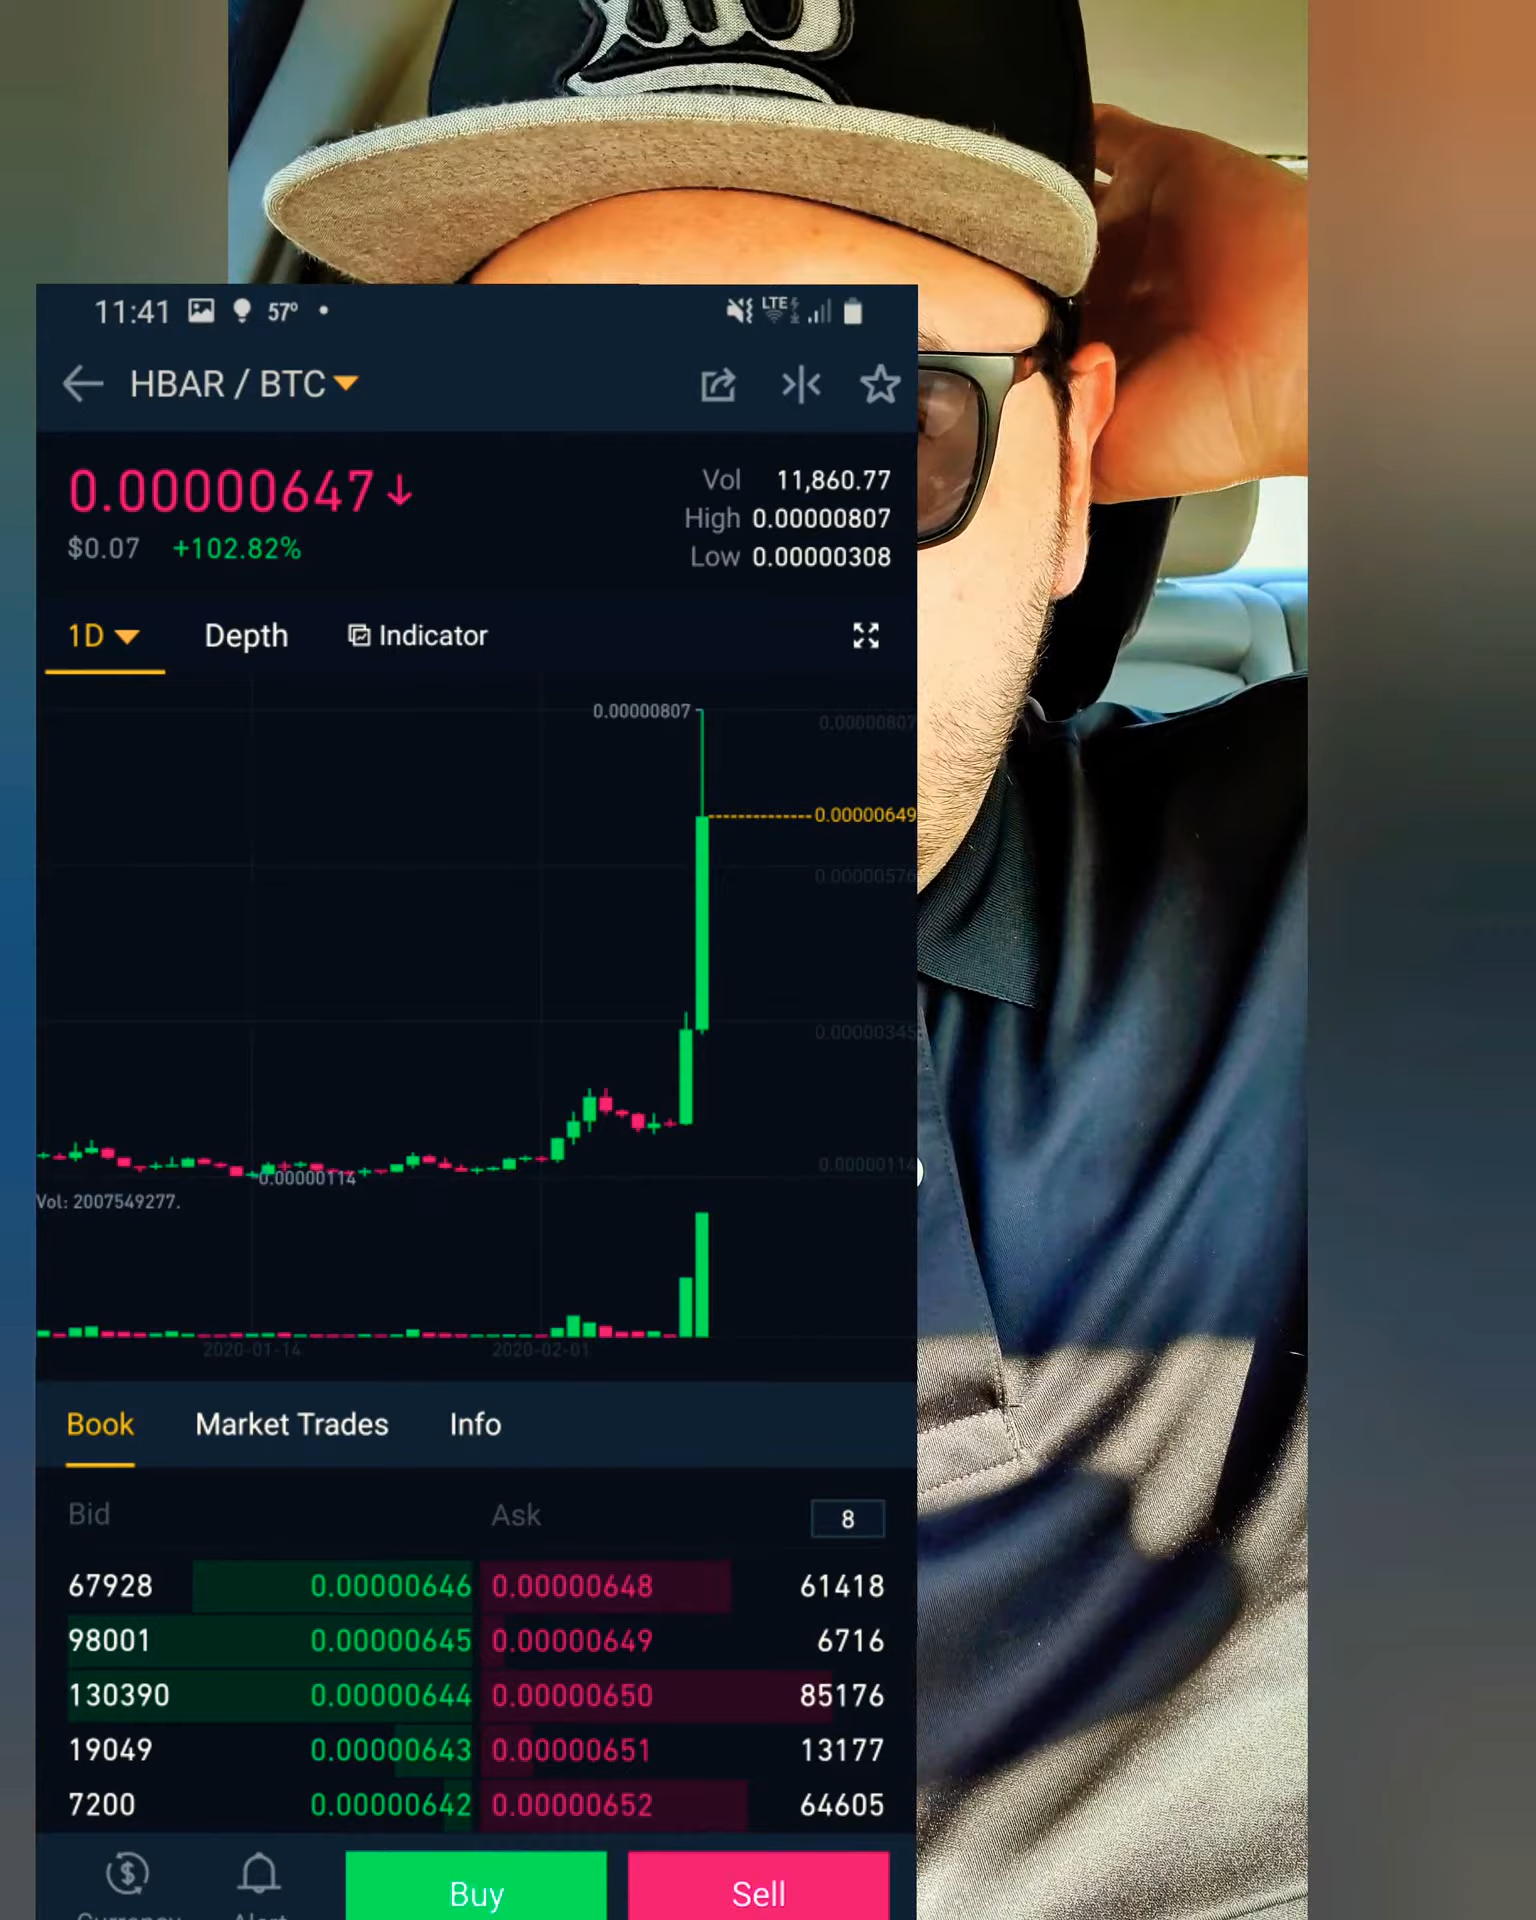 11:41 57° •
LTE
HBAR / BTC
0.00000647↓
$0.07 +102.82%
Vol 11,860.77
High 0.00000807
Low 0.00000308
1D Depth Indicator
0.00000807
0.00000807
0.00000649
0.00000576
0.00000345
0.00000114
0.00000114
Vol: 2007549277.
2020-01-14 2020-02-01
Book Market Trades Info
Bid Ask 8
67928 0.00000646 0.00000648 61418
98001 0.00000645 0.00000649 6716
130390 0.00000644 0.00000650 85176
19049 0.00000643 0.00000651 13177
7200 0.00000642 0.00000652 64605
Buy Sell